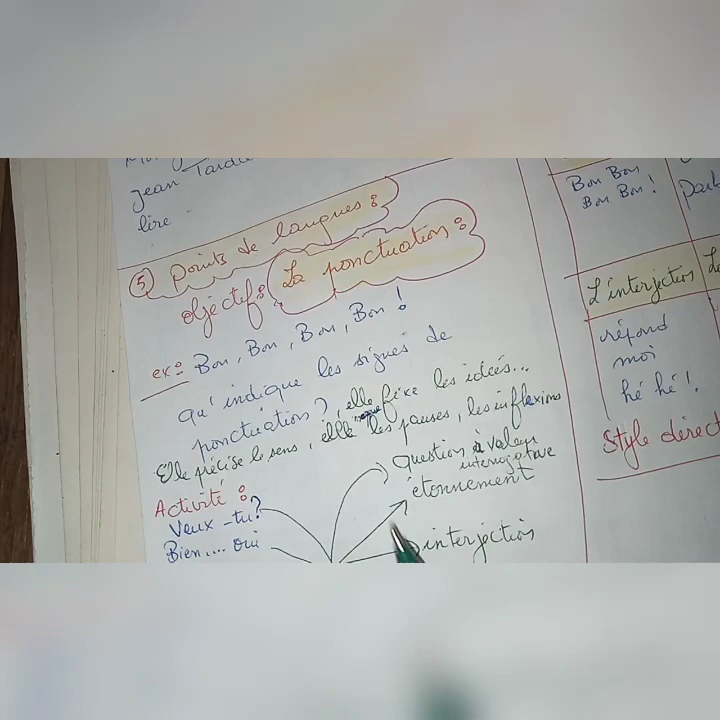 Jean Tardieu
lire -
⑤ points de langues :
objectif : La ponctuation :
ex : Bon, Bon, Bon, Bon !
qu'indique les signes de
ponctuation ? , elle fixe les idées...
Elle précise le sens, elle marque les pauses, les inflexions
Activité :
Veux-tu?
Bien.... oui
question à valeur
interrogative
étonnement
interjection
Bon Bon
Bon Bon !
L'interjection
répond
moi
hé hé !
Style direct